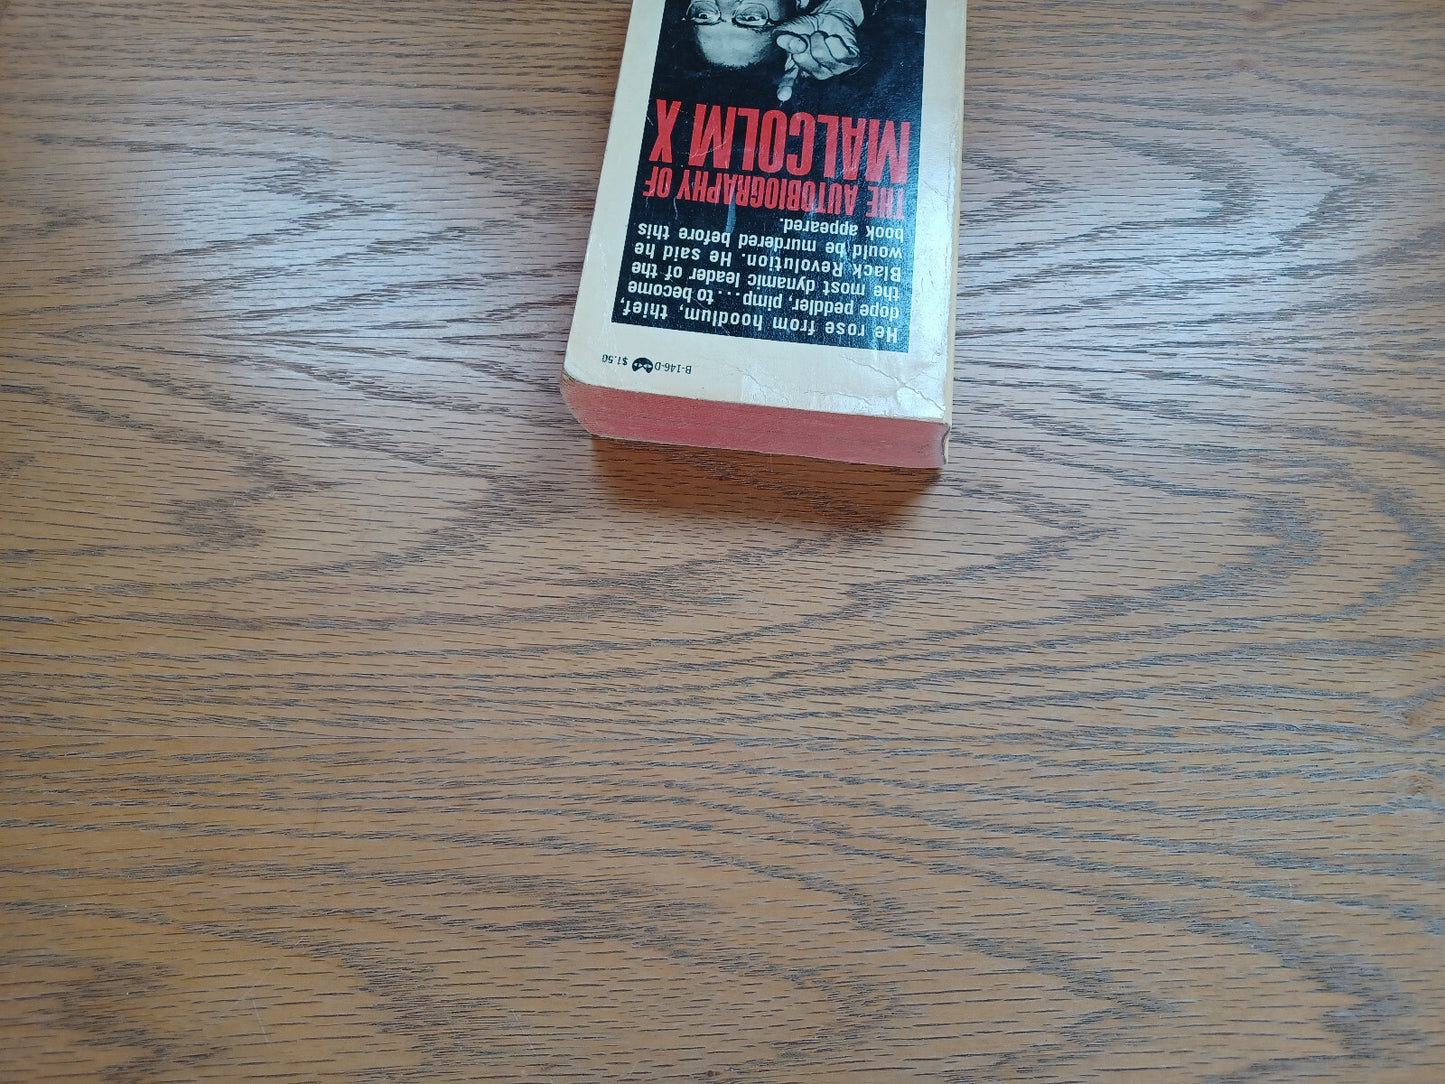 B-146-D $1.50
He rose from hoodlum, thief,
dope peddler, pimp... to become
the most dynamic leader of the
Black Revolution. He said he
would be murdered before this
book appeared.
THE AUTOBIOGRAPHY OF
MALCOLM X